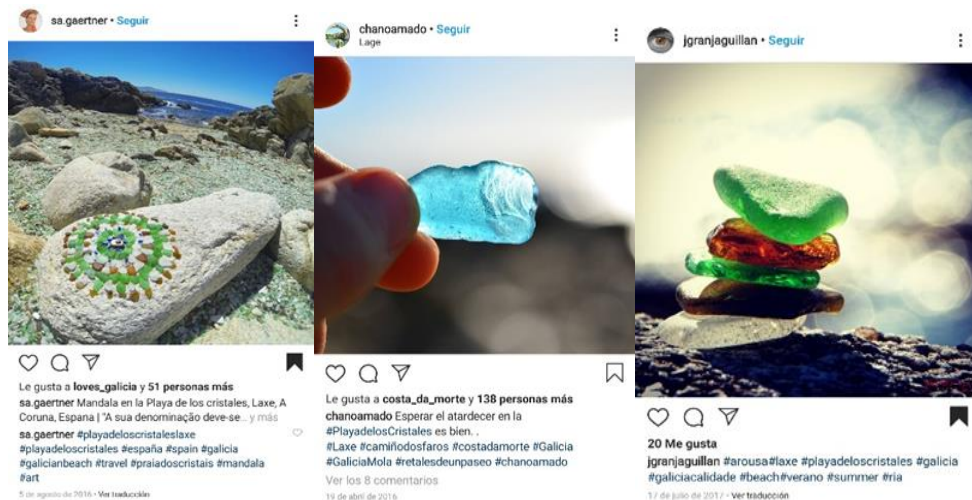 sa.gaertner • Seguir
Le gusta a loves_galicia y 51 personas más
sa.gaertner Mandala en la Playa de los cristales, Laxe, A
Coruna, Espana | "A sua denominação deve-se... y más
sa.gaertner #playadeloscristaleslaxe
#playadeloscristales #españa #spain #galicia
#galicianbeach #travel #praiadoscristais #mandala
#art
5 de agosto de 2016 • Ver traducción
chanoamado • Seguir
Lage
Le gusta a costa_da_morte y 138 personas más
chanoamado Esperar el atardecer en la
#PlayadelosCristales es bien. .
#Laxe #camiñodosfaros #costadamorte #Galicia
#GaliciaMola #retalesdeunpaseo #chanoamado
Ver los 8 comentarios
19 de abril de 2016
jgranjaguillan • Seguir
20 Me gusta
jgranjaguillan #arousa#laxe #playadeloscristales #galicia
#galiciacalidade #beach#verano #summer #ria
17 de julio de 2017 • Ver traducción